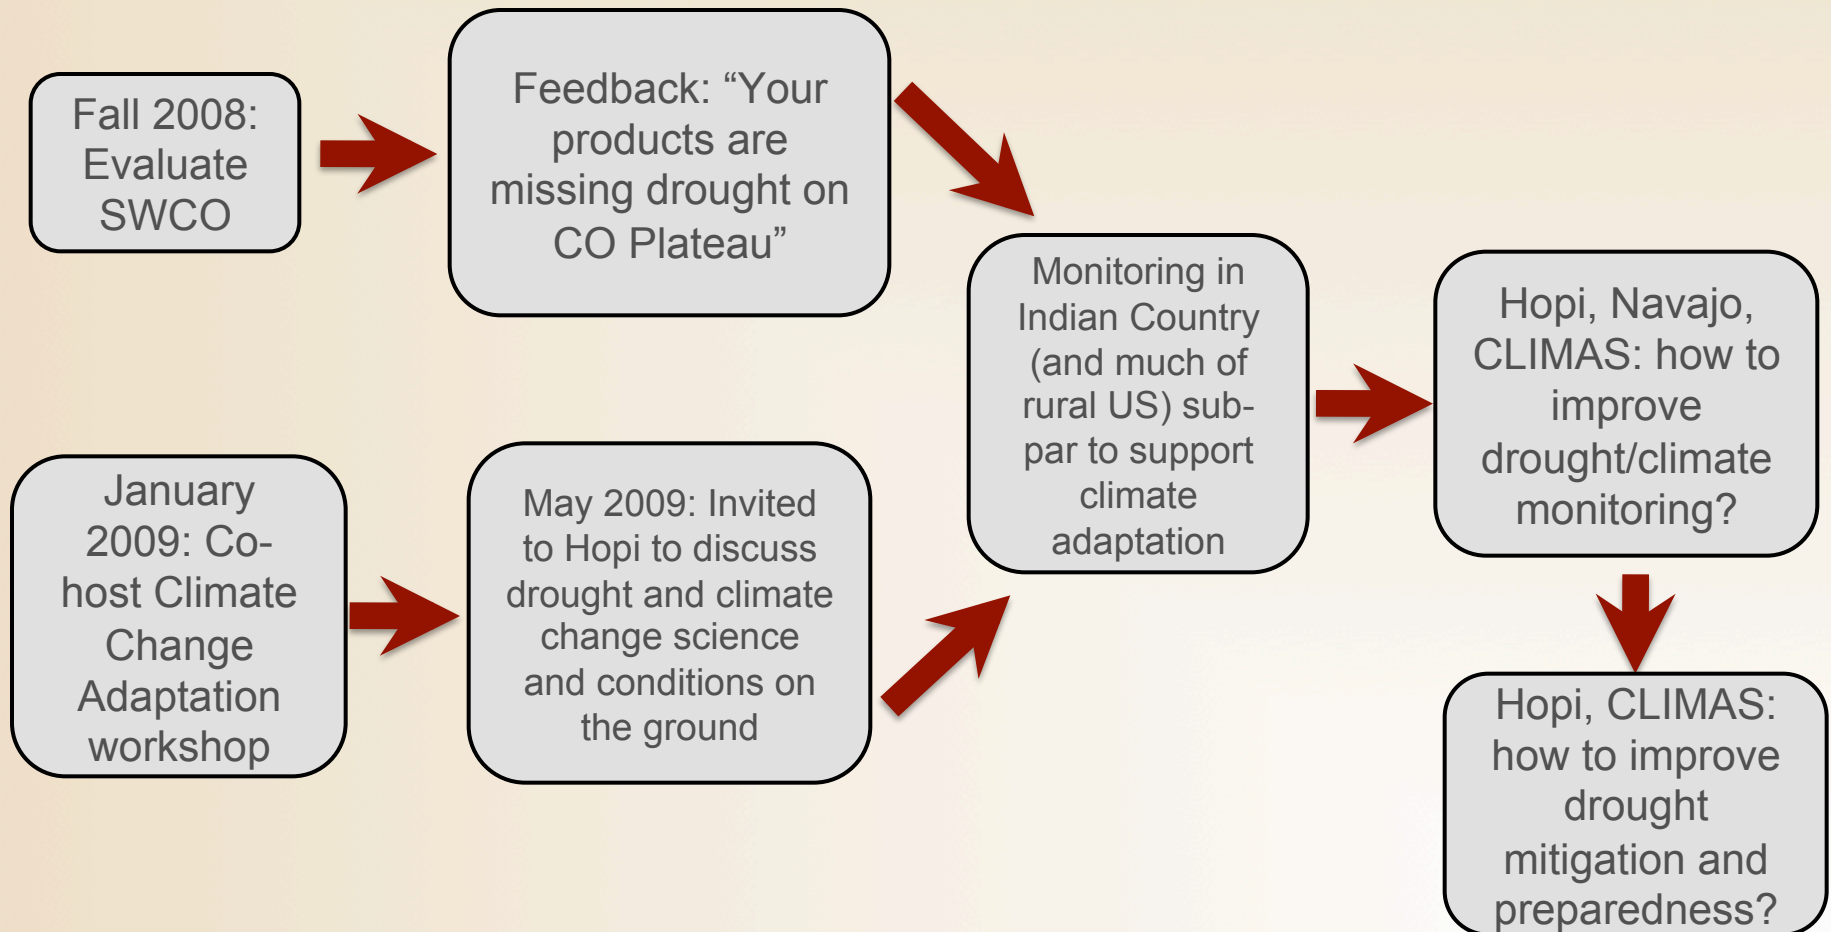 Fall 2008:
Evaluate
SWCO
Feedback: “Your
products are
missing drought on
CO Plateau”
January
2009: Co-
host Climate
Change
Adaptation
workshop
May 2009: Invited
to Hopi to discuss
drought and climate
change science
and conditions on
the ground
Monitoring in
Indian Country
(and much of
rural US) sub-
par to support
climate
adaptation
Hopi, Navajo,
CLIMAS: how to
improve
drought/climate
monitoring?
Hopi, CLIMAS:
how to improve
drought
mitigation and
preparedness?